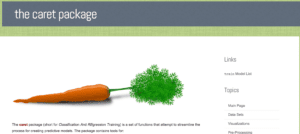 the caret package
Links
Model List
Topics
Main Page
Data Sets
Visualizations
Pre-Processing
The caret package (short for Classification And REgression Training) is a set of functions that attempt to streamline the
process for creating predictive models. The package contains tools for: